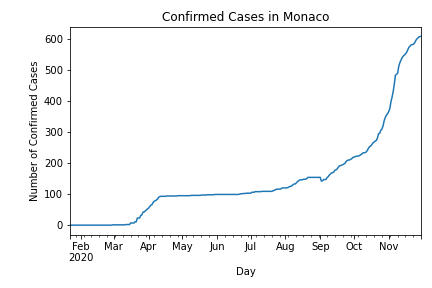 Confirmed Cases in Monaco
Number of Confirmed Cases
600
500
400
300
200
100
0
Feb Mar Apr May Jun Jul Aug Sep Oct Nov
2020
Day